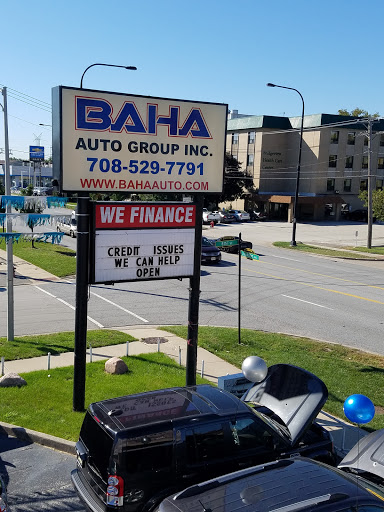 BAHA
AUTO GROUP INC.
708-529-7791
WWW.BAHAAUTO.COM
WE FINANCE
CREDIT ISSUES
WE CAN HELP
OPEN